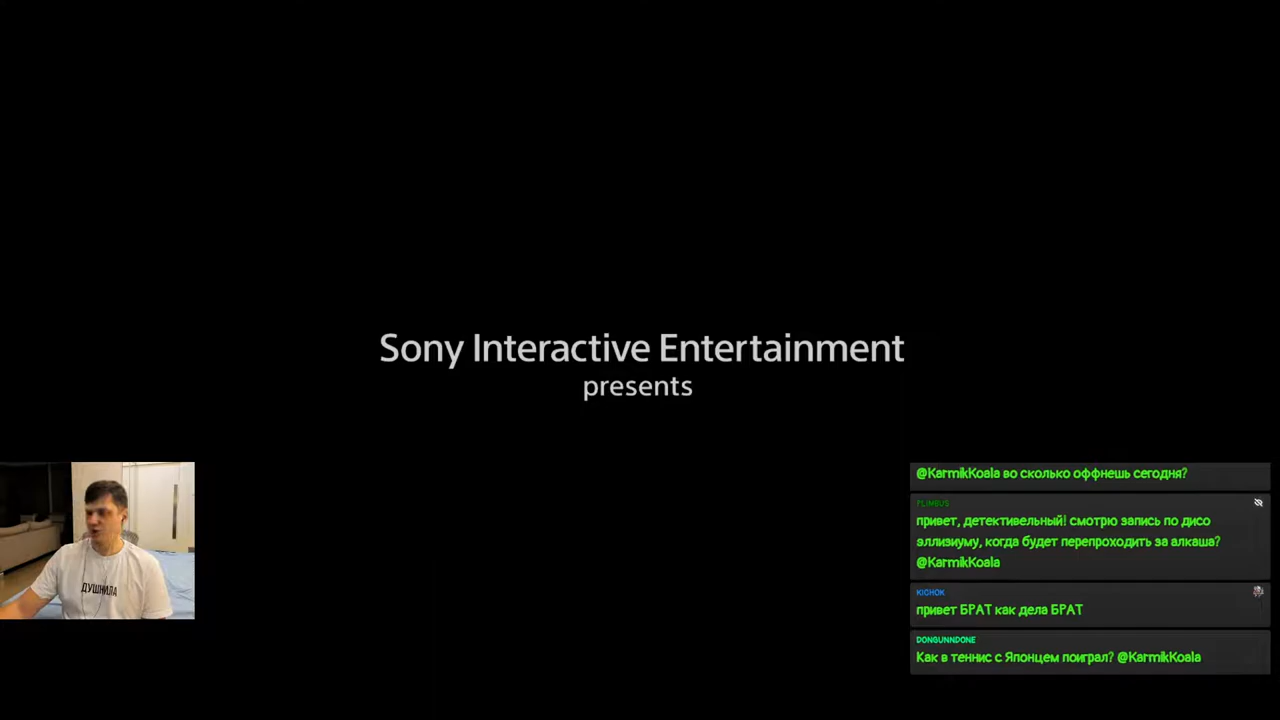 Sony Interactive Entertainment
presents
@KarmikKoala во сколько оффнешь сегодня?
FLIMBUS
привет, детективельный! смотрю запись по дисо
эллизиуму, когда будет перепроходить за алкаша?
@KarmikKoala
KICHOK
привет БРАТ как дела БРАТ
DONGUNNDONE
Как в теннис с Японцем поиграл? @KarmikKoala
ДУШНИЛА